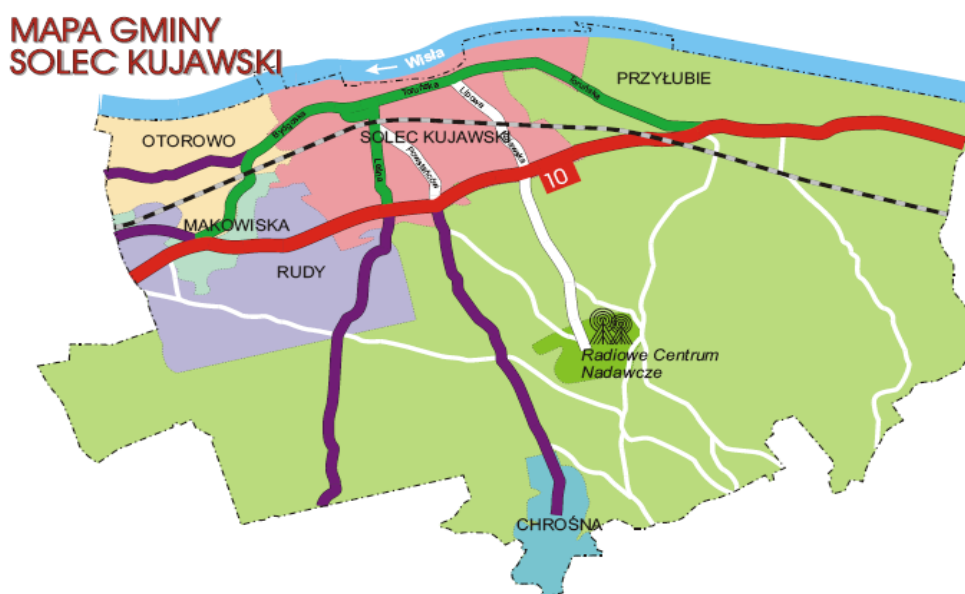 MAPA GMINY
SOLEC KUJAWSKI
Wisła
PRZYŁUBIE
Lipowa
Toruńska
Toruńska
OTOROWO
SOLEC KUJAWSKI
Powstańców
Leśna
10
MAKOWISKA
RUDY
Radiowe Centrum
Nadawcze
CHROŚNA